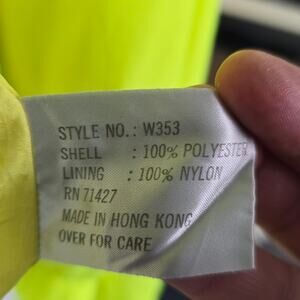 STYLE NO.: W353
SHELL : 100% POLYESTER
LINING : 100% NYLON
RN 71427
MADE IN HONG KONG
OVER FOR CARE